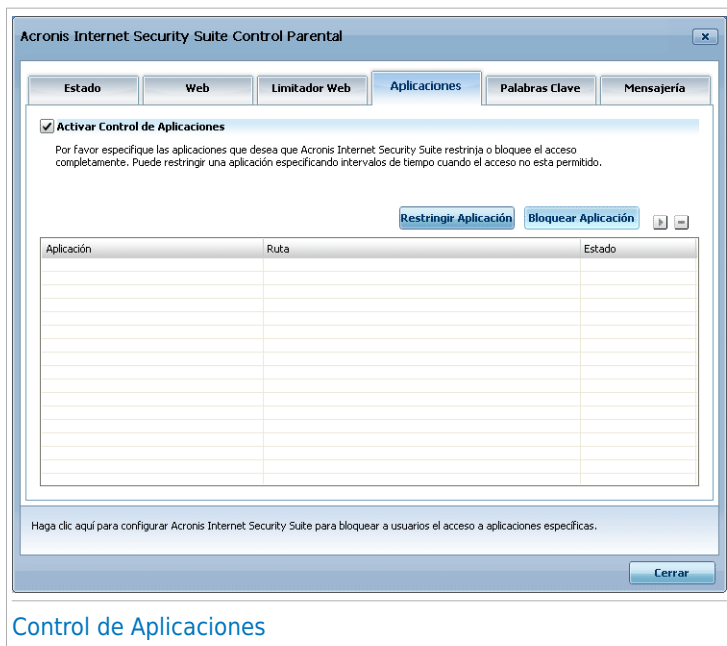 Acronis Internet Security Suite Control Parental
Estado Web Limitador Web Aplicaciones Palabras Clave Mensajería
Activar Control de Aplicaciones
Por favor especifique las aplicaciones que desea que Acronis Internet Security Suite restrinja o bloquee el acceso
completamente. Puede restringir una aplicación especificando intervalos de tiempo cuando el acceso no esta permitido.
Restringir Aplicación Bloquear Aplicación
Aplicación Ruta Estado
Haga clic aquí para configurar Acronis Internet Security Suite para bloquear a usuarios el acceso a aplicaciones específicas.
Cerrar
Control de Aplicaciones